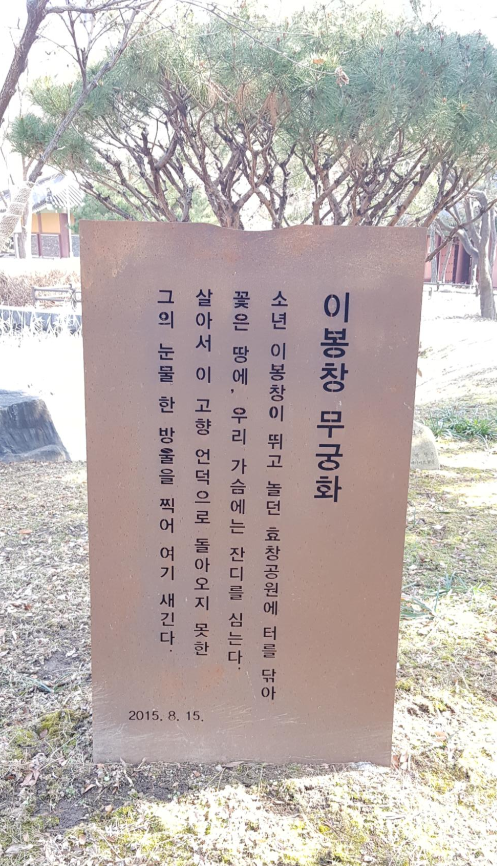 이봉창 무궁화
소년 이봉창이 뛰고 놀던 효창공원에 터를 닦아
꽃은 땅에, 우리 가슴에는 잔디를 심는다.
살아서 이 고향 언덕으로 돌아오지 못한
그의 눈물 한 방울을 찍어 여기 새긴다.
2015. 8. 15.